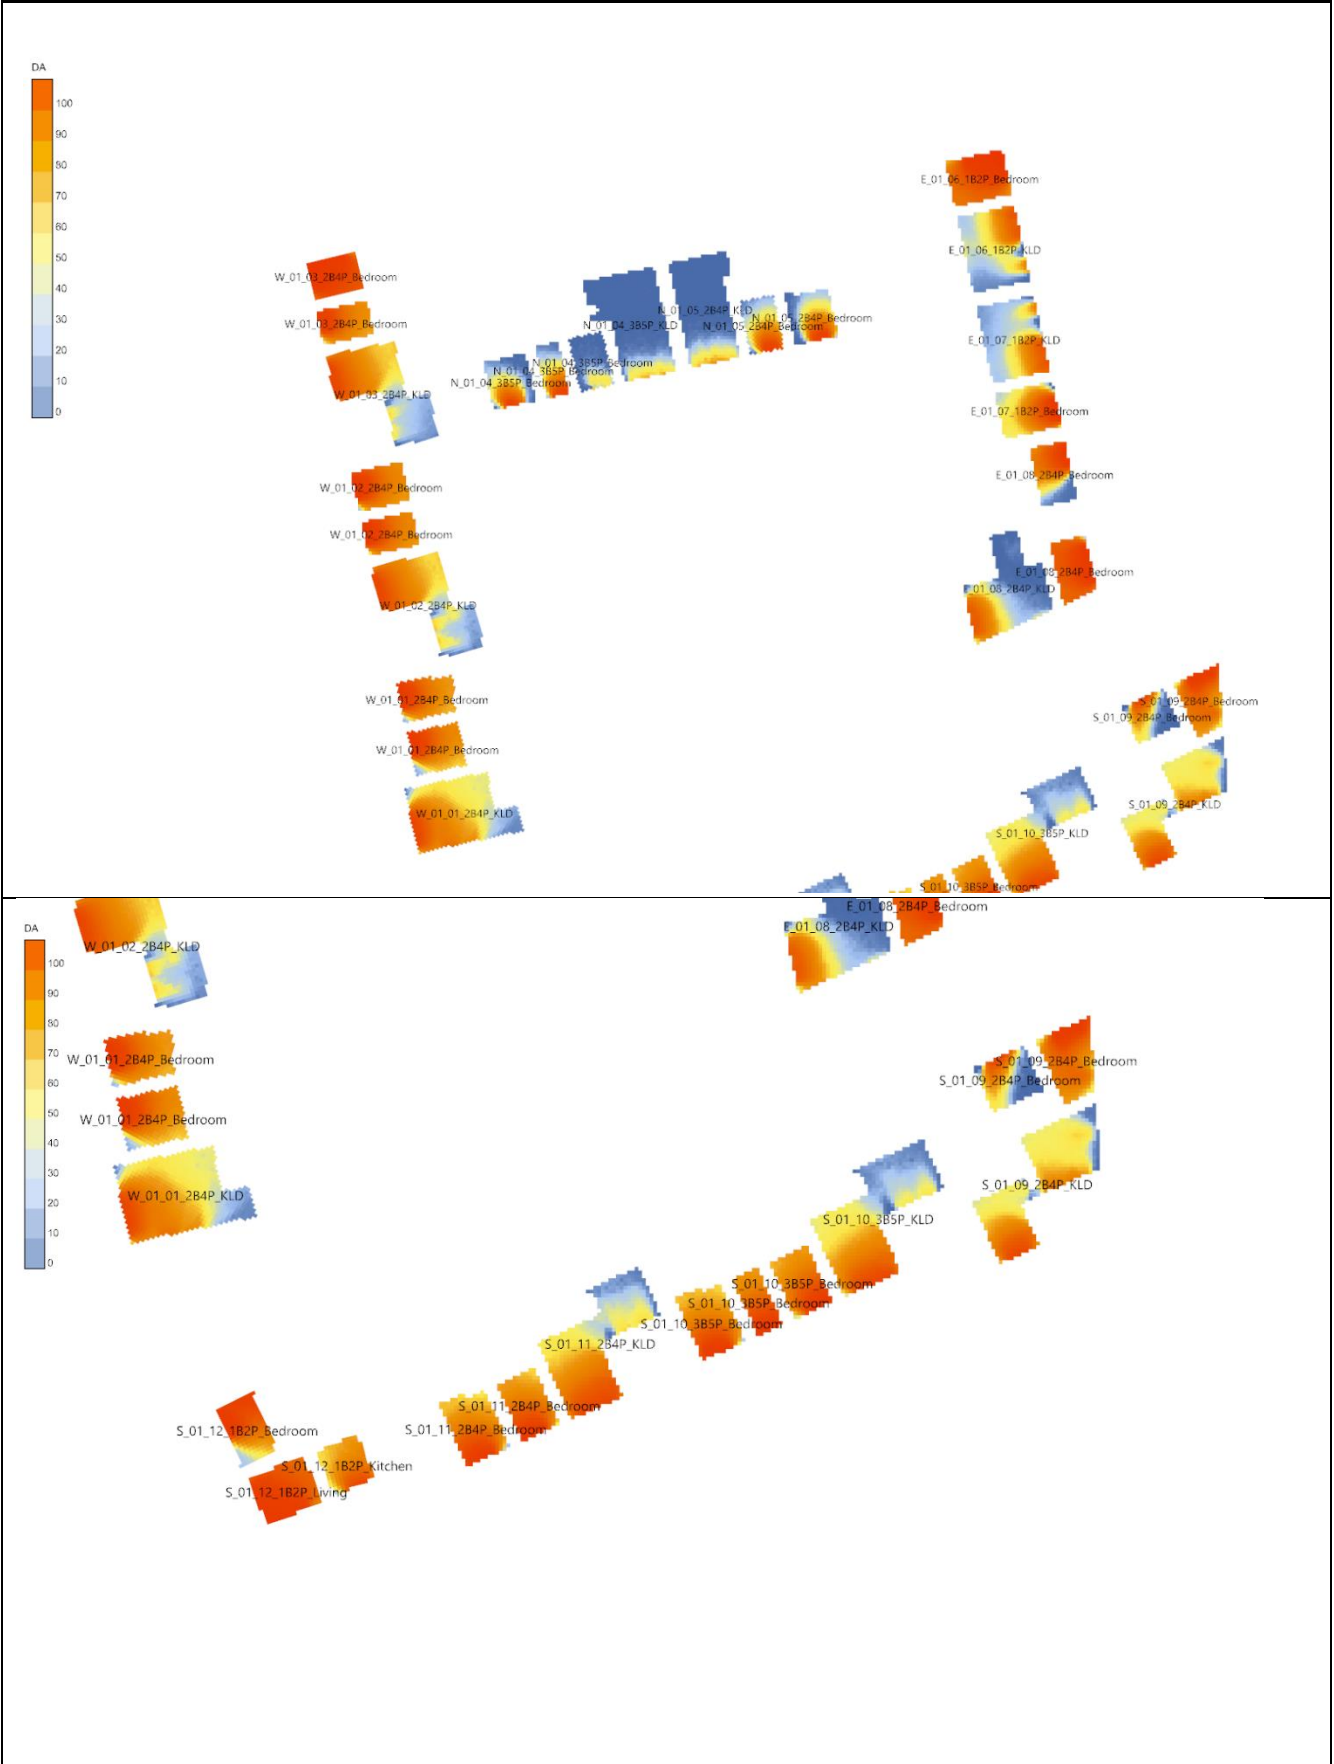 DA
100
90
80
70
60
50
40
30
20
10
0
E_01_06_1B2P_Bedroom
E_01_06_1B2P_KLD
W_01_03_2B4P_Bedroom
W_01_03_2B4P_Bedroom
W_01_03_2B4P_KLD
N_01_05_2B4P_KLD
N_01_05_2B4P_Bedroom
N_01_04_3B5P_KLD
N_01_05_2B4P_Bedroom
N_01_04_3B5P_Bedroom
N_01_04_3B5P_Bedroom
N_01_04_3B5P_Bedroom
E_01_07_1B2P_KLD
E_01_07_1B2P_Bedroom
E_01_08_2B4P_Bedroom
W_01_02_2B4P_Bedroom
W_01_02_2B4P_Bedroom
W_01_02_2B4P_KLD
E_01_08_2B4P_Bedroom
E_01_08_2B4P_KLD
W_01_01_2B4P_Bedroom
W_01_01_2B4P_Bedroom
W_01_01_2B4P_KLD
S_01_09_2B4P_Bedroom
S_01_09_2B4P_Bedroom
S_01_09_2B4P_KLD
S_01_10_3B5P_KLD
S_01_10_3B5P_Bedroom
DA
100
90
80
70
60
50
40
30
20
10
0
W_01_02_2B4P_KLD
E_01_08_2B4P_Bedroom
E_01_08_2B4P_KLD
W_01_01_2B4P_Bedroom
W_01_01_2B4P_Bedroom
W_01_01_2B4P_KLD
S_01_09_2B4P_Bedroom
S_01_09_2B4P_Bedroom
S_01_09_2B4P_KLD
S_01_10_3B5P_KLD
S_01_10_3B5P_Bedroom
S_01_10_3B5P_Bedroom
S_01_10_3B5P_Bedroom
S_01_11_2B4P_KLD
S_01_11_2B4P_Bedroom
S_01_11_2B4P_Bedroom
S_01_12_1B2P_Bedroom
S_01_12_1B2P_Kitchen
S_01_12_1B2P_Living